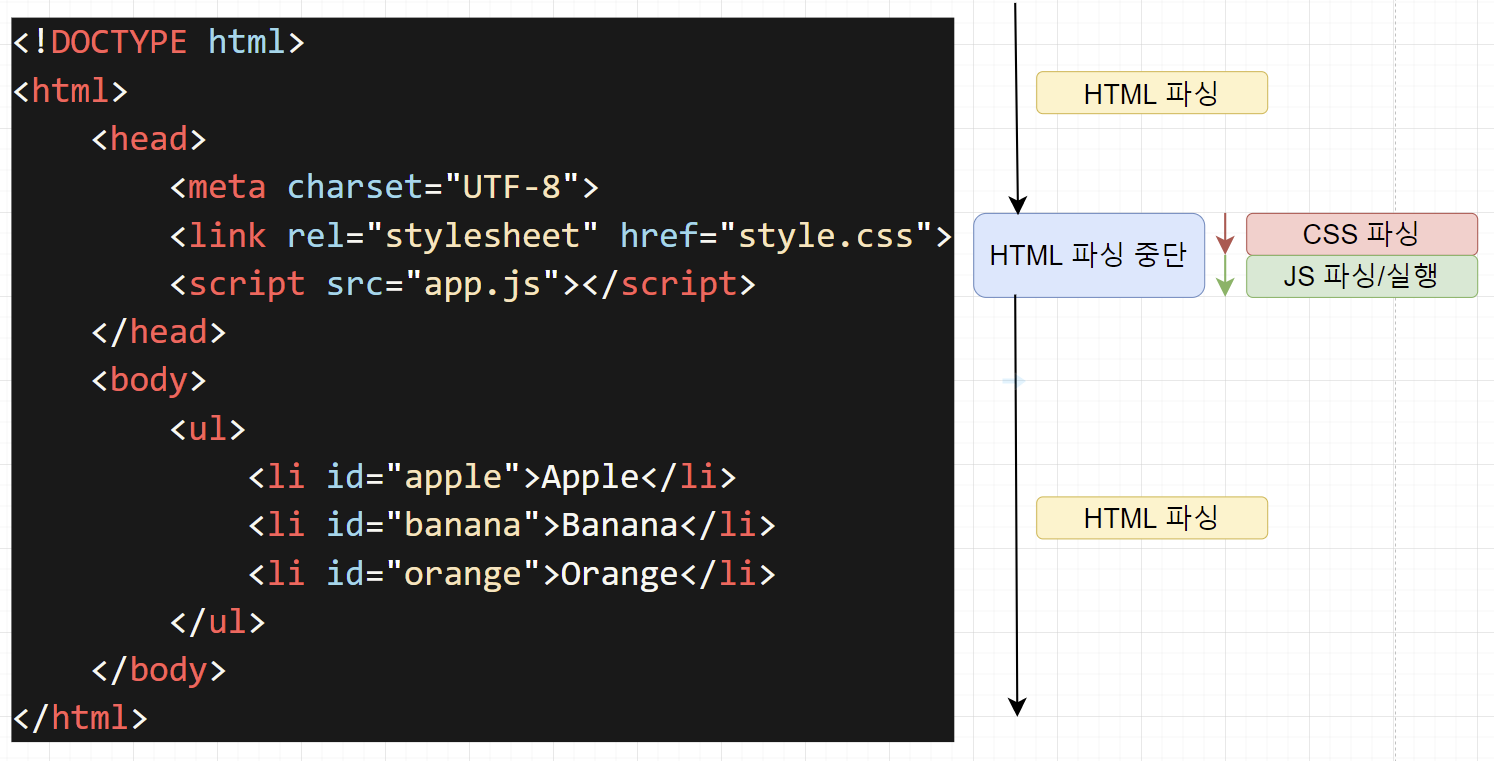 <!DOCTYPE html>
<html>
    <head>
        <meta charset="UTF-8">
        <link rel="stylesheet" href="style.css">
        <script src="app.js"></script>
    </head>
    <body>
        <ul>
            <li id="apple">Apple</li>
            <li id="banana">Banana</li>
            <li id="orange">Orange</li>
        </ul>
    </body>
</html>
HTML 파싱
HTML 파싱 중단
CSS 파싱
JS 파싱/실행
HTML 파싱